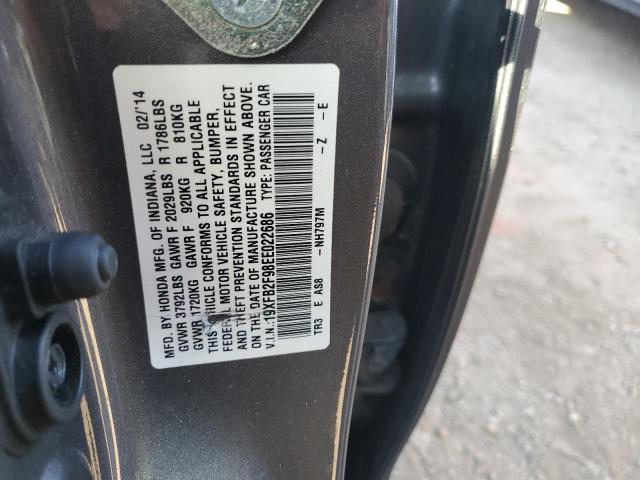 MFD. BY HONDA MFG. OF INDIANA, LLC 02/'14
GVWR 3792LBS GAWR F 2029LBS R 1786LBS
GVWR 1720KG GAWR F 920KG R 810KG
THIS VEHICLE CONFORMS TO ALL APPLICABLE
FEDERAL MOTOR VEHICLE SAFETY, BUMPER,
AND THEFT PREVENTION STANDARDS IN EFFECT
ON THE DATE OF MANUFACTURE SHOWN ABOVE.
V.I.N.: 19XFB2F98EE022686 TYPE: PASSENGER CAR
TR3 E AS8 -NH797M -Z -E